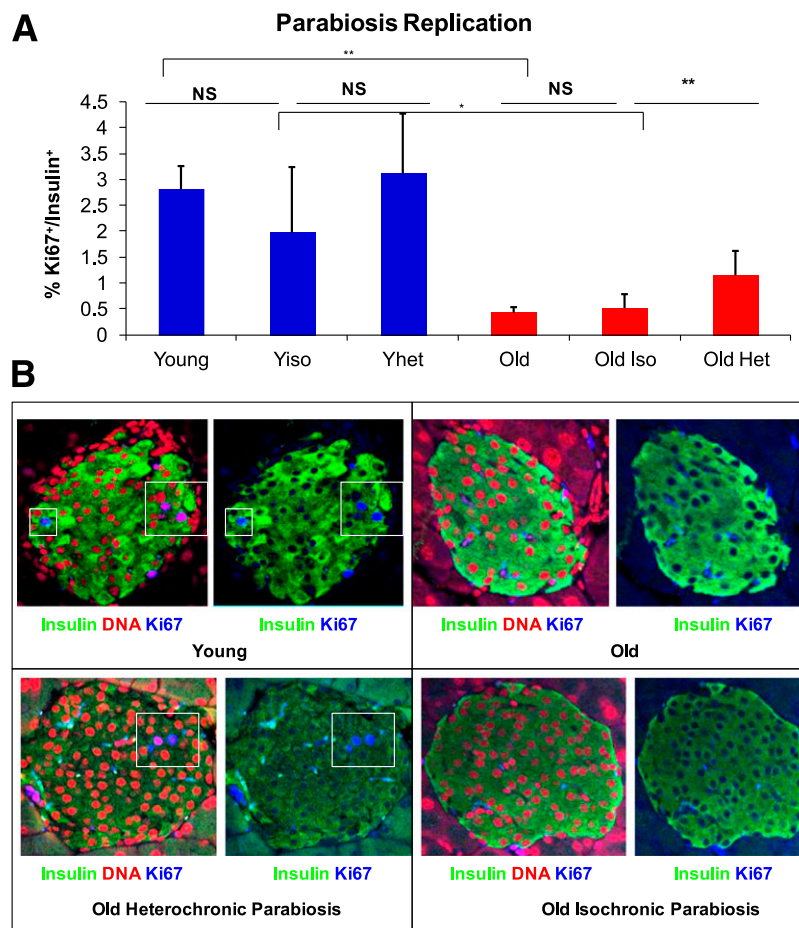 A
Parabiosis Replication
**
NS
NS
NS
**
*
% Ki67+/Insulin+
4.5
4
3.5
3
2.5
2
1.5
1
0.5
0
Young Yiso Yhet Old Old Iso Old Het
B
Insulin DNA Ki67
Insulin Ki67
Young
Insulin DNA Ki67
Insulin Ki67
Old
Insulin DNA Ki67
Insulin Ki67
Old Heterochronic Parabiosis
Insulin DNA Ki67
Insulin Ki67
Old Isochronic Parabiosis